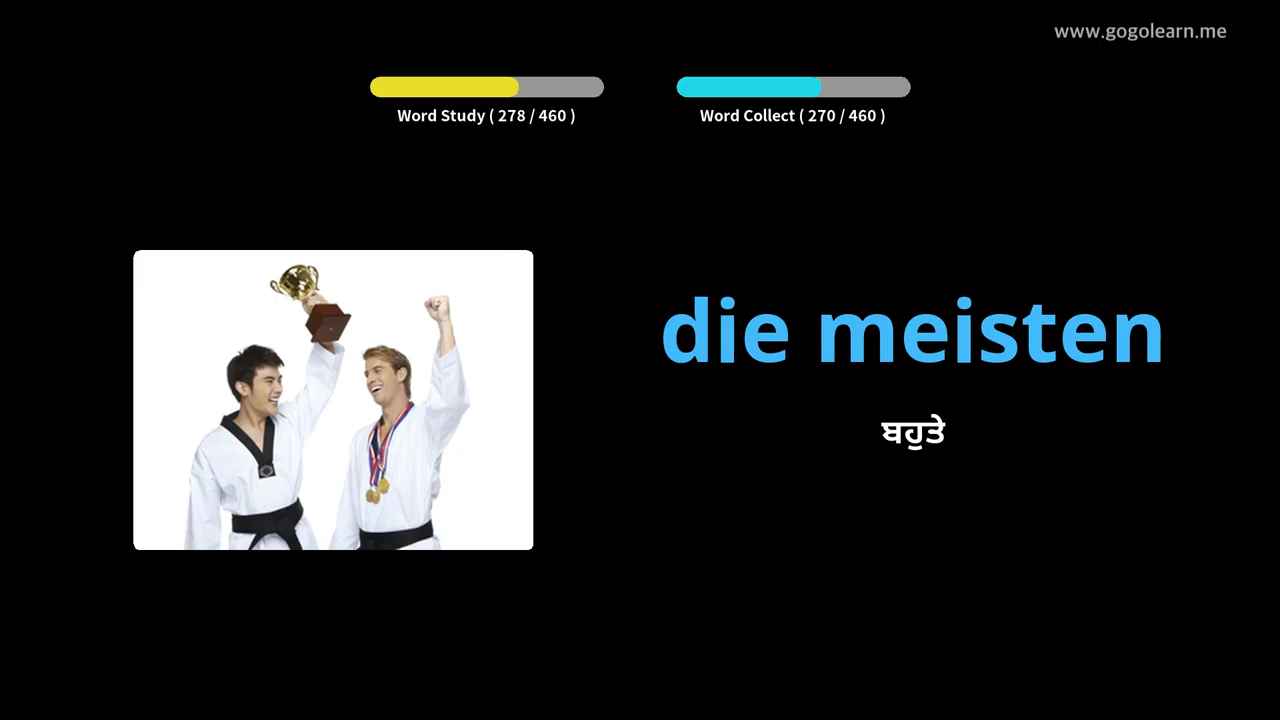 www.gogolearn.me
Word Study ( 278 / 460 )
Word Collect ( 270 / 460 )
die meisten
ਬਹੁਤੇ